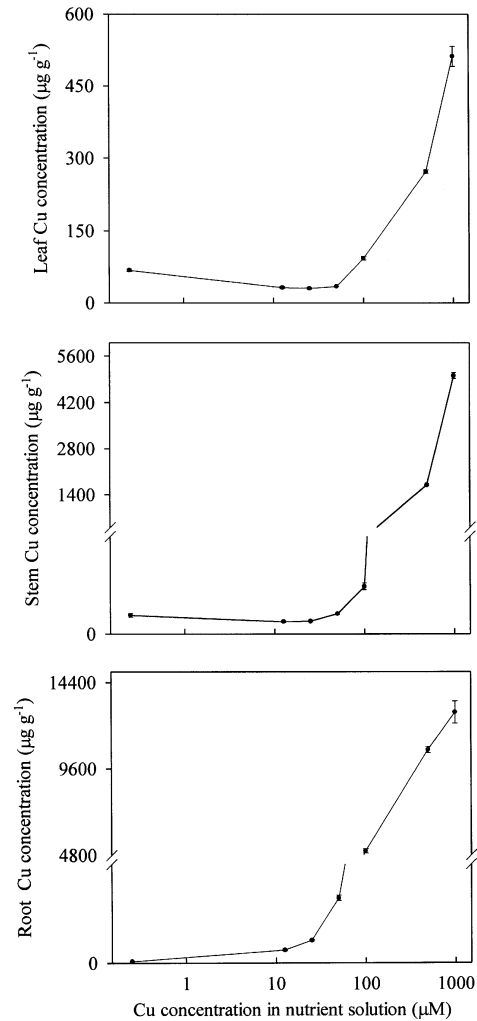 600
450
300
150
0
Leaf Cu concentration (µg g-1)
5600
4200
2800
1400
0
Stem Cu concentration (µg g-1)
14400
9600
4800
0
Root Cu concentration (µg g-1)
1 10 100 1000
Cu concentration in nutrient solution (µM)